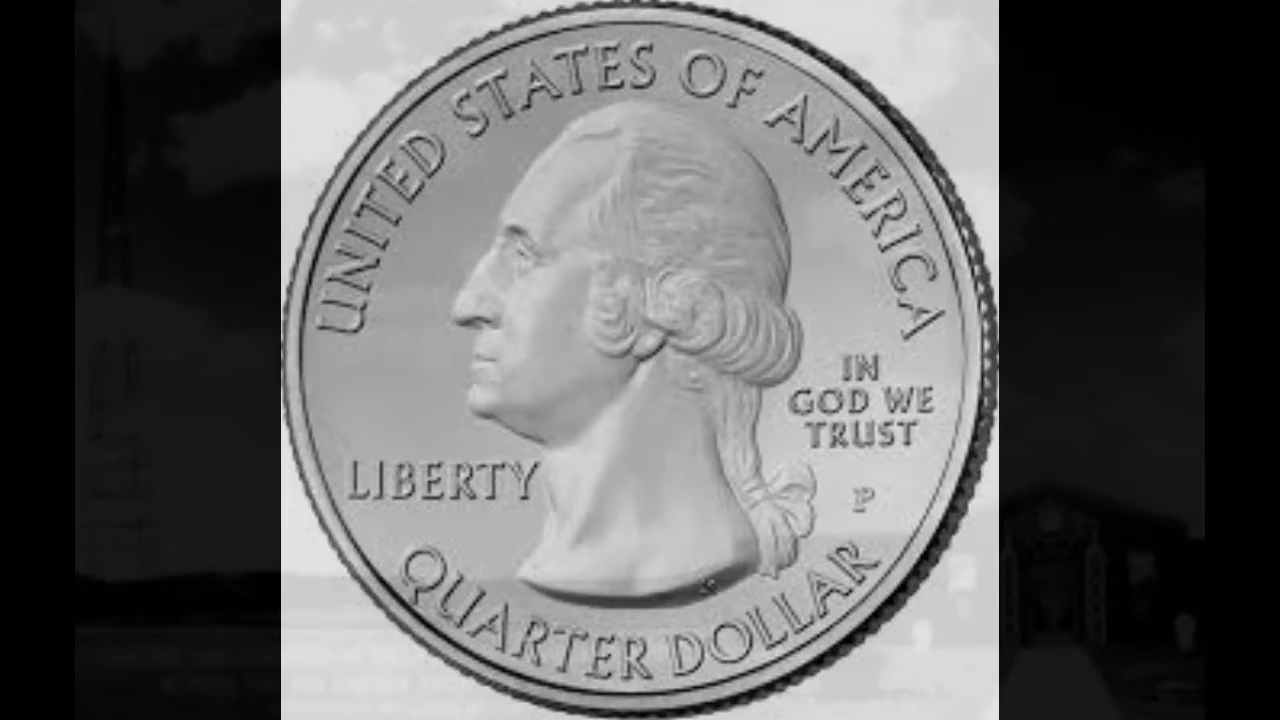 UNITED STATES OF AMERICA
LIBERTY
IN
GOD WE
TRUST
P
QUARTER DOLLAR